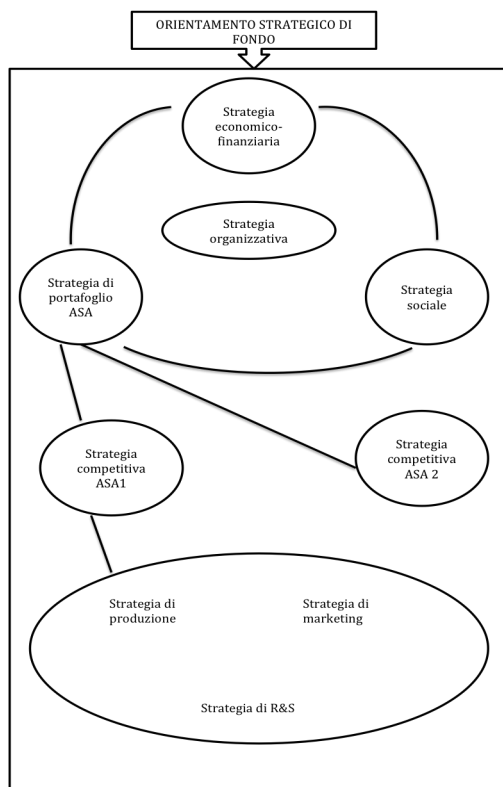 ORIENTAMENTO STRATEGICO DI
FONDO
Strategia
economico-
finanziaria
Strategia
organizzativa
Strategia di
portafoglio
ASA
Strategia
sociale
Strategia
competitiva
ASA1
Strategia
competitiva
ASA 2
Strategia di
produzione
Strategia di
marketing
Strategia di R&S